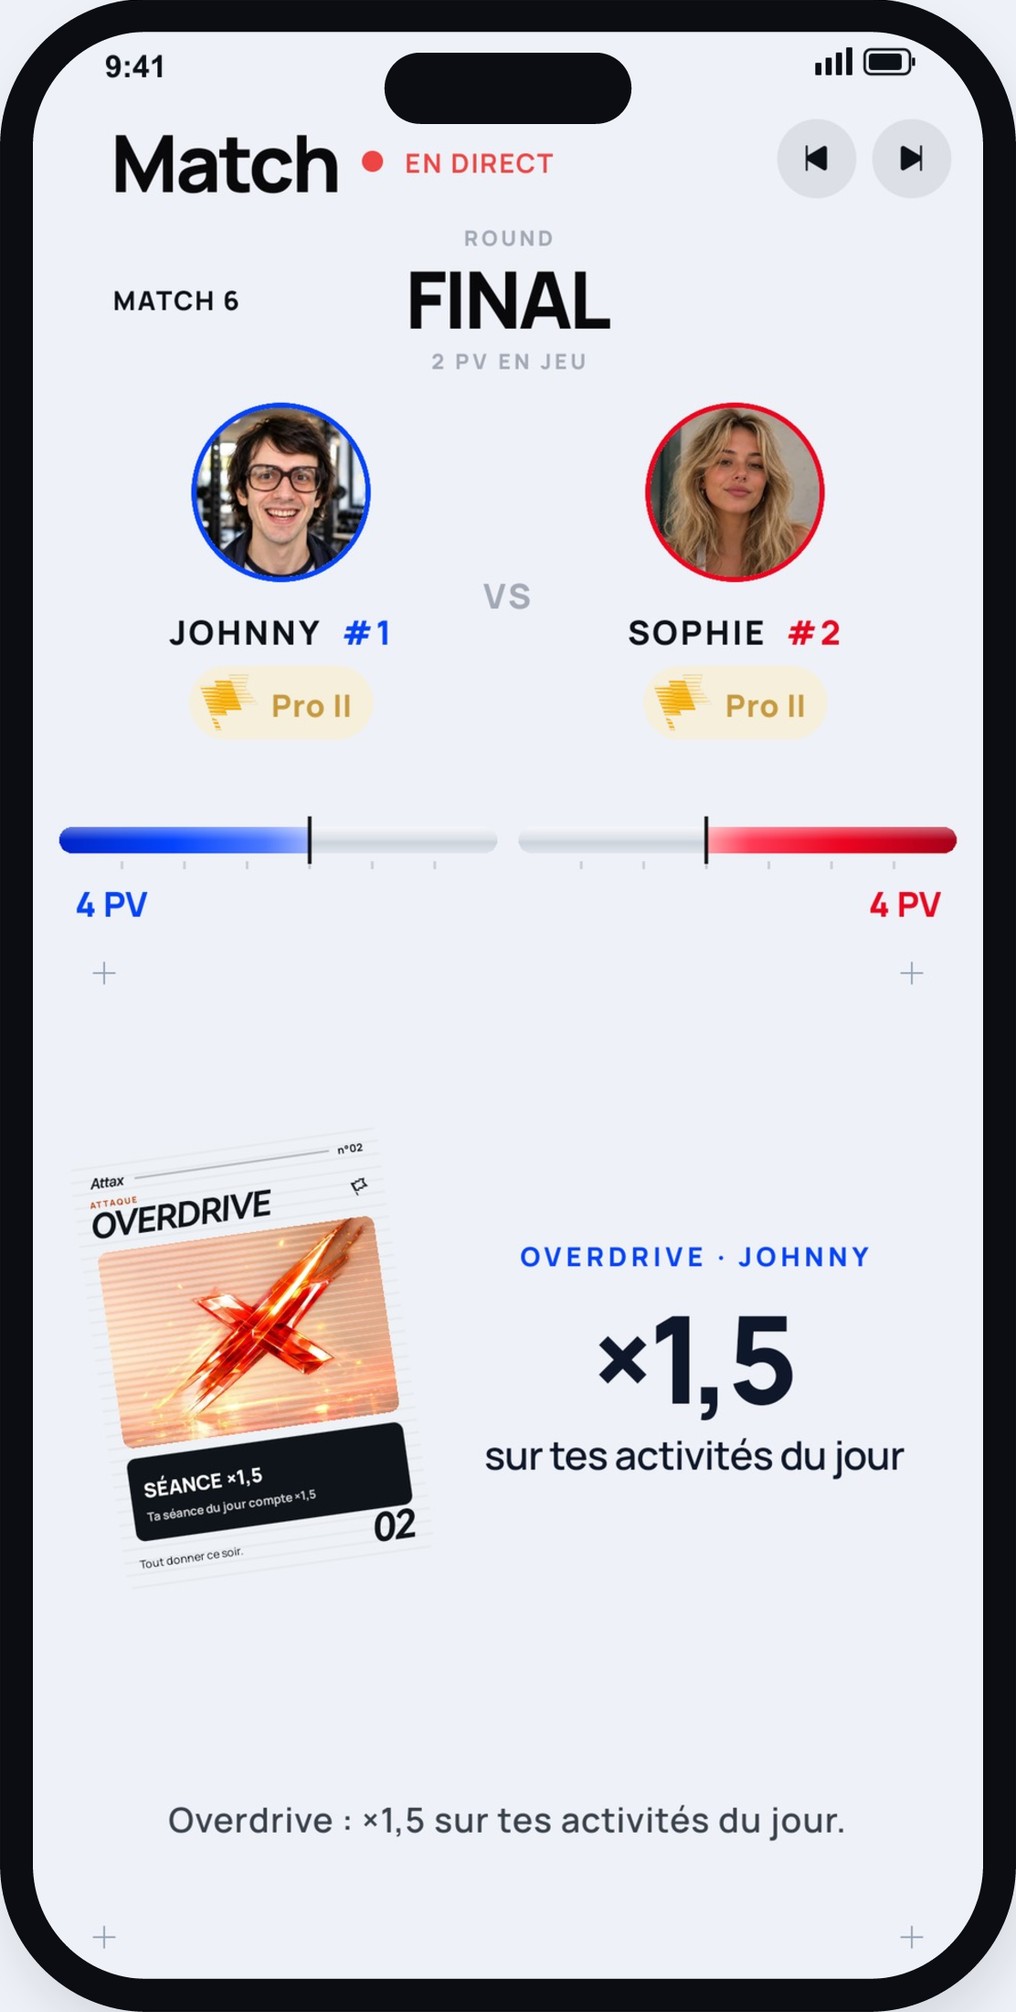 9:41
Match
EN DIRECT
ROUND
MATCH 6
FINAL
2 PV EN JEU
VS
JOHNNY #1
SOPHIE #2
Pro II
Pro II
4 PV
4 PV
Attax
n°02
ATTAQUE
OVERDRIVE
SÉANCE ×1,5
Ta séance du jour compte ×1,5
02
Tout donner ce soir.
OVERDRIVE · JOHNNY
×1,5
sur tes activités du jour
Overdrive : ×1,5 sur tes activités du jour.